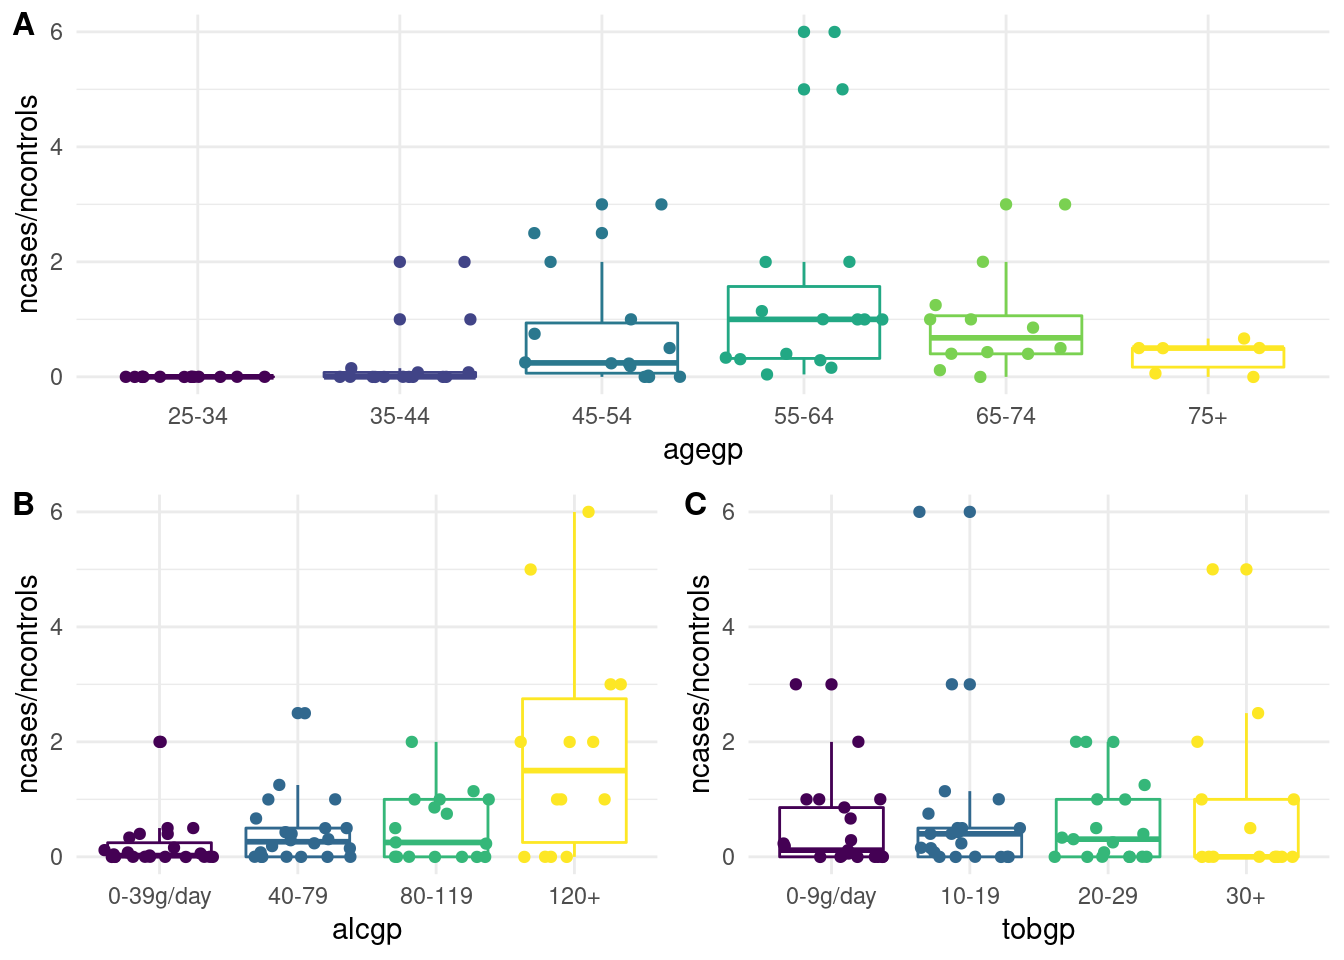 A
6
4
2
0
ncases/ncontrols
25-34 35-44 45-54 55-64 65-74 75+
agegp
B
6
4
2
0
ncases/ncontrols
0-39g/day 40-79 80-119 120+
alcgp
C
6
4
2
0
ncases/ncontrols
0-9g/day 10-19 20-29 30+
tobgp